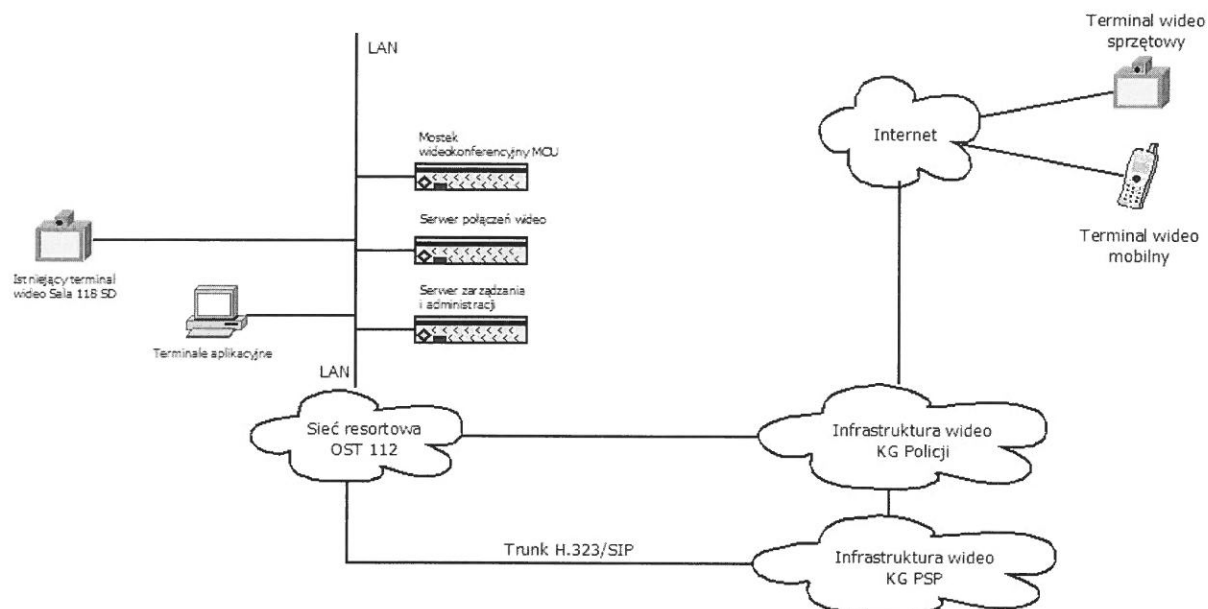 LAN
Terminal wideo
sprzętowy
Mostek
wideokonferencyjny MCU
Internet
Serwer połączeń wideo
Istniejący terminal
wideo Sala 118 SD
Terminal wideo
mobilny
Serwer zarządzania
i administracji
Terminale aplikacyjne
LAN
Sieć resortowa
OST 112
Infrastruktura wideo
KG Policji
Trunk H.323/SIP
Infrastruktura wideo
KG PSP